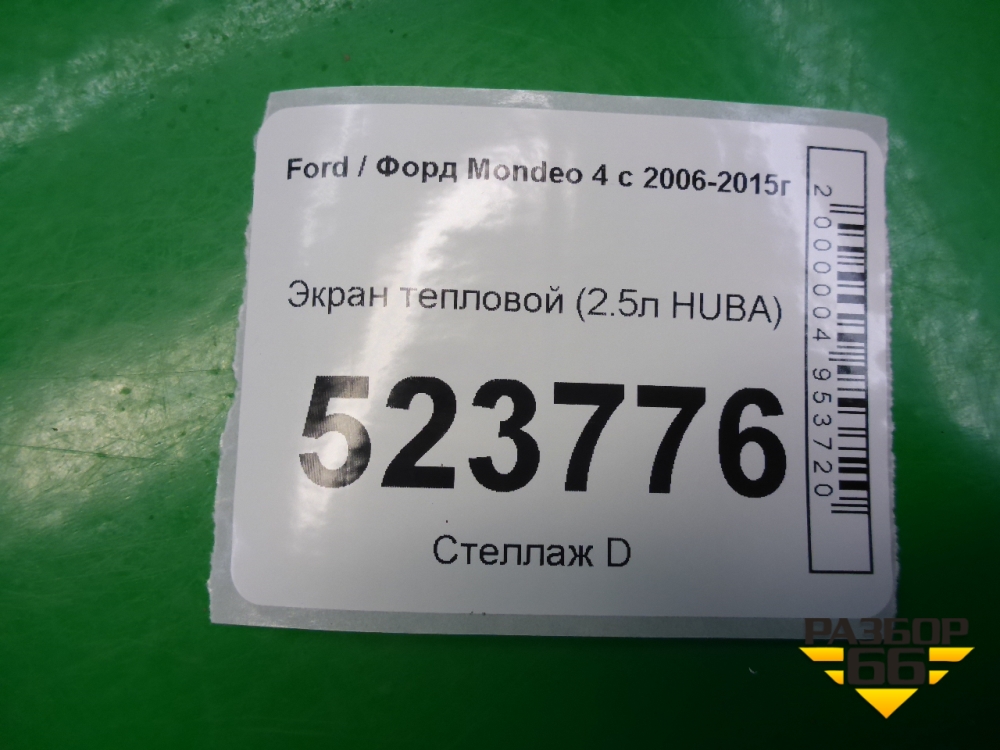 Ford / Форд Mondeo 4 с 2006-2015г
Экран тепловой (2.5л HUBA)
523776
Стеллаж D
2000004953720
РАЗБОР
66